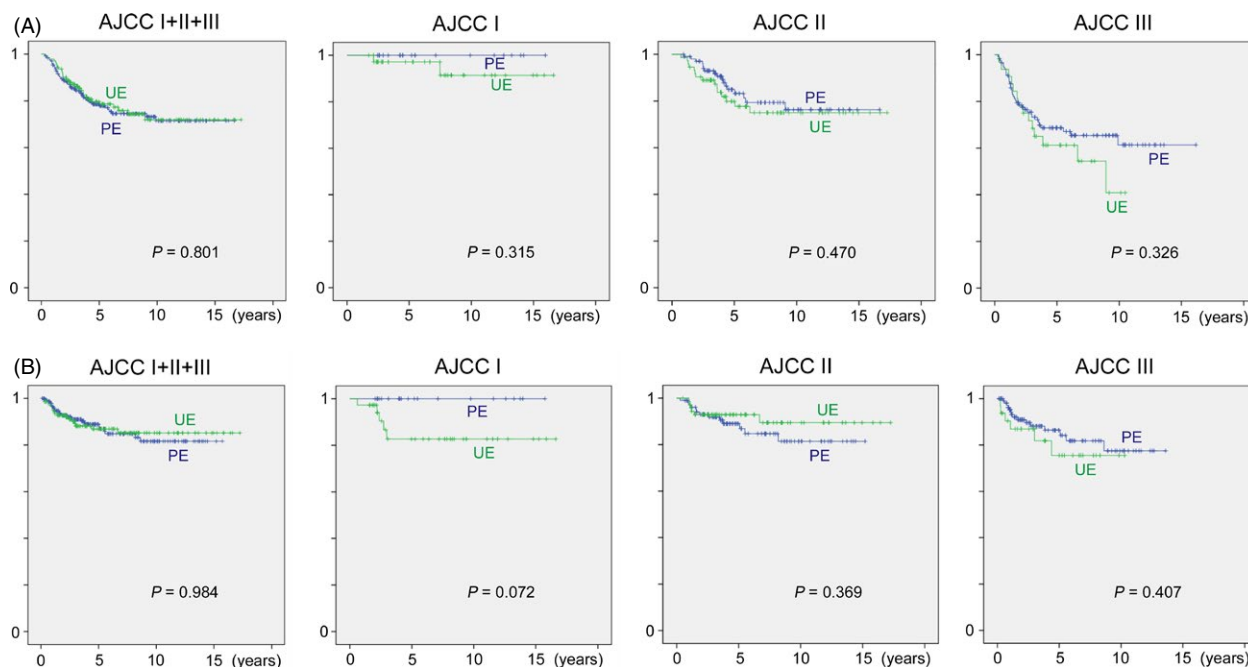 (A) AJCC I+II+III AJCC I AJCC II AJCC III
1 1 1 1
UE PE
PE UE PE
UE PE
UE
P = 0.801 P = 0.315 P = 0.470 P = 0.326
0 0 0 0
0 5 10 15 (years) 0 5 10 15 (years) 0 5 10 15 (years) 0 5 10 15 (years)
(B) AJCC I+II+III AJCC I AJCC II AJCC III
1 1 1 1
UE PE UE PE
PE UE PE UE
P = 0.984 P = 0.072 P = 0.369 P = 0.407
0 0 0 0
0 5 10 15 (years) 0 5 10 15 (years) 0 5 10 15 (years) 0 5 10 15 (years)